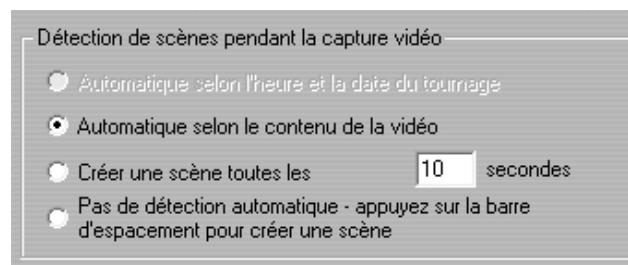 Détection de scènes pendant la capture vidéo
Automatique selon l'heure et la date du tournage
Automatique selon le contenu de la vidéo
Créer une scène toutes les 10 secondes
Pas de détection automatique - appuyez sur la barre
d'espacement pour créer une scène